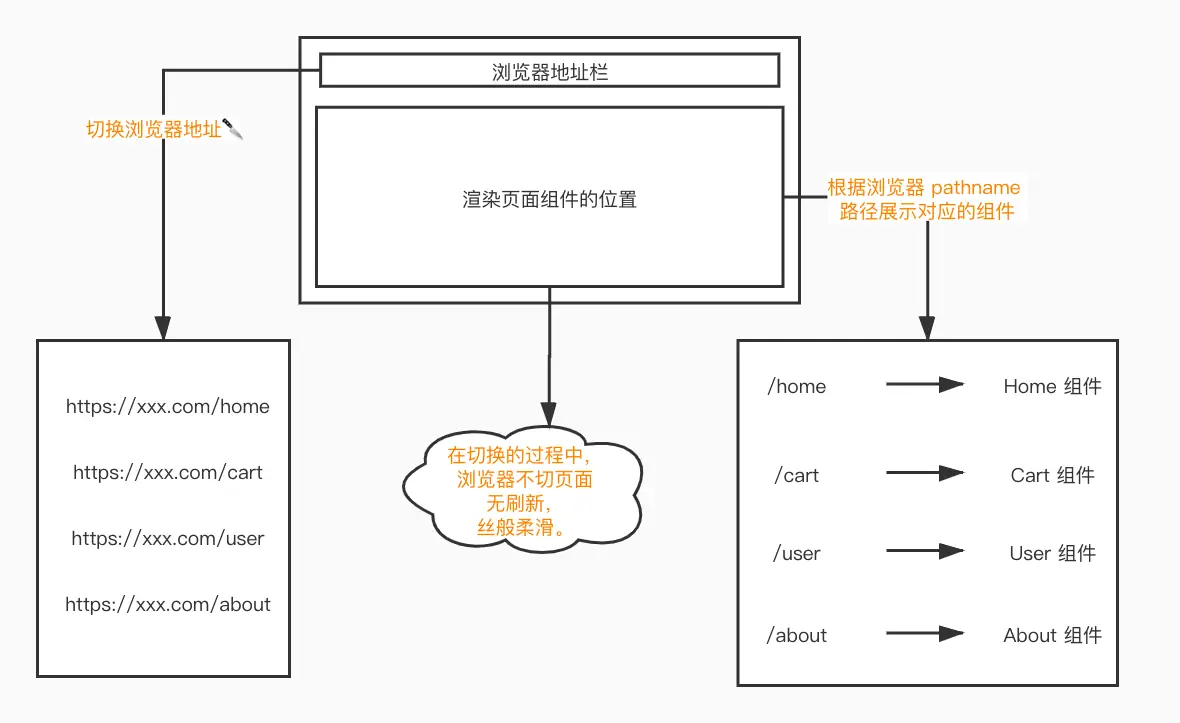 浏览器地址栏
切换浏览器地址
渲染页面组件的位置
根据浏览器 pathname
路径展示对应的组件
https://xxx.com/home
https://xxx.com/cart
https://xxx.com/user
https://xxx.com/about
在切换的过程中，
浏览器不切页面
无刷新，
丝般柔滑。
/home Home 组件
/cart Cart 组件
/user User 组件
/about About 组件